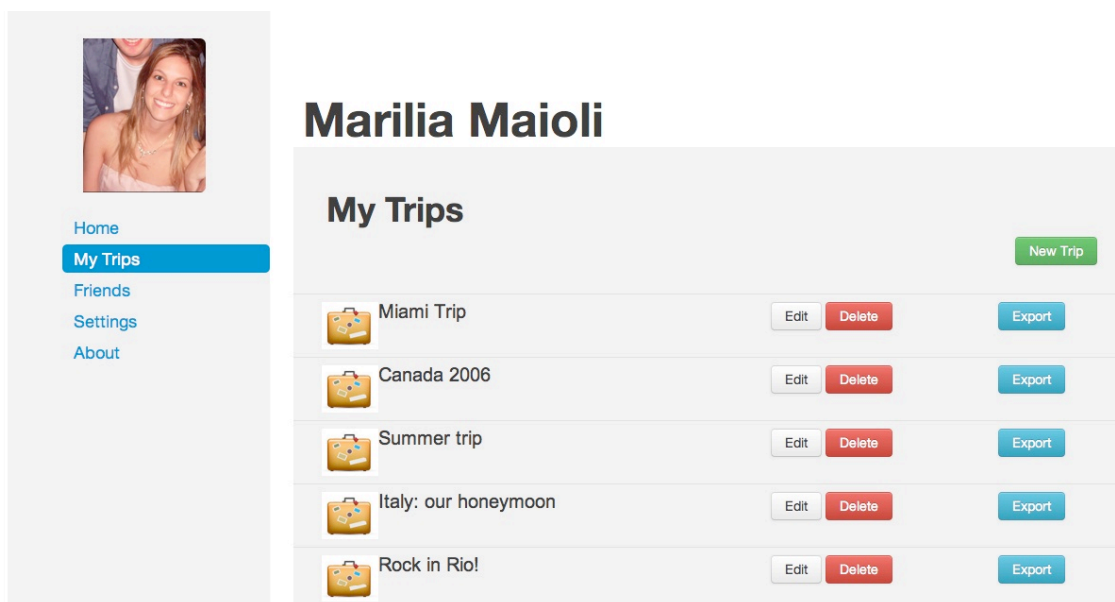 Marilia Maioli
Home
My Trips
Friends
Settings
About
My Trips
New Trip
Miami Trip Edit Delete Export
Canada 2006 Edit Delete Export
Summer trip Edit Delete Export
Italy: our honeymoon Edit Delete Export
Rock in Rio! Edit Delete Export